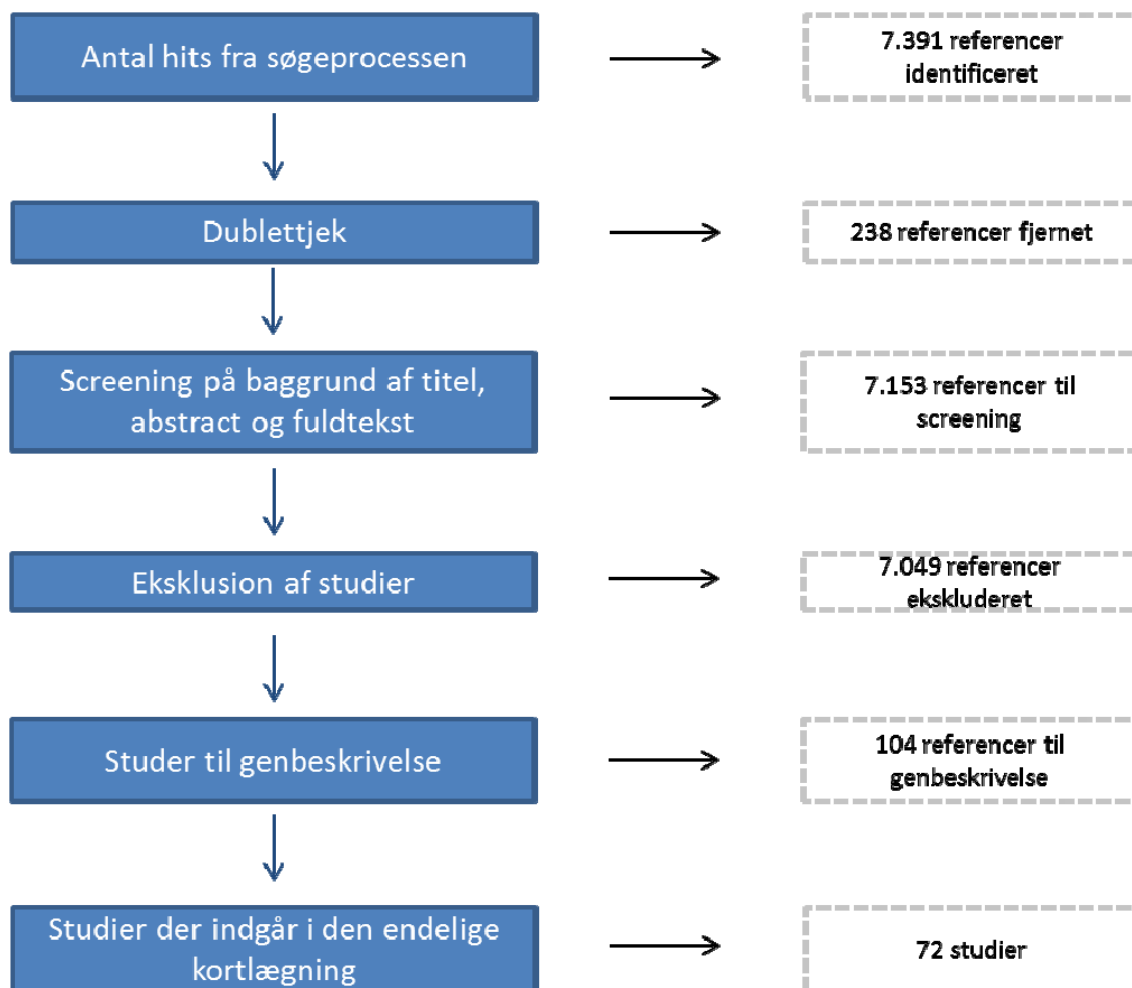 Antal hits fra søgeprocessen
7.391 referencer
identificeret
Dublettjek
238 referencer fjernet
Screening på baggrund af titel,
abstract og fuldtekst
7.153 referencer til
screening
Eksklusion af studier
7.049 referencer
ekskluderet
Studer til genbeskrivelse
104 referencer til
genbeskrivelse
Studier der indgår i den endelige
kortlægning
72 studier